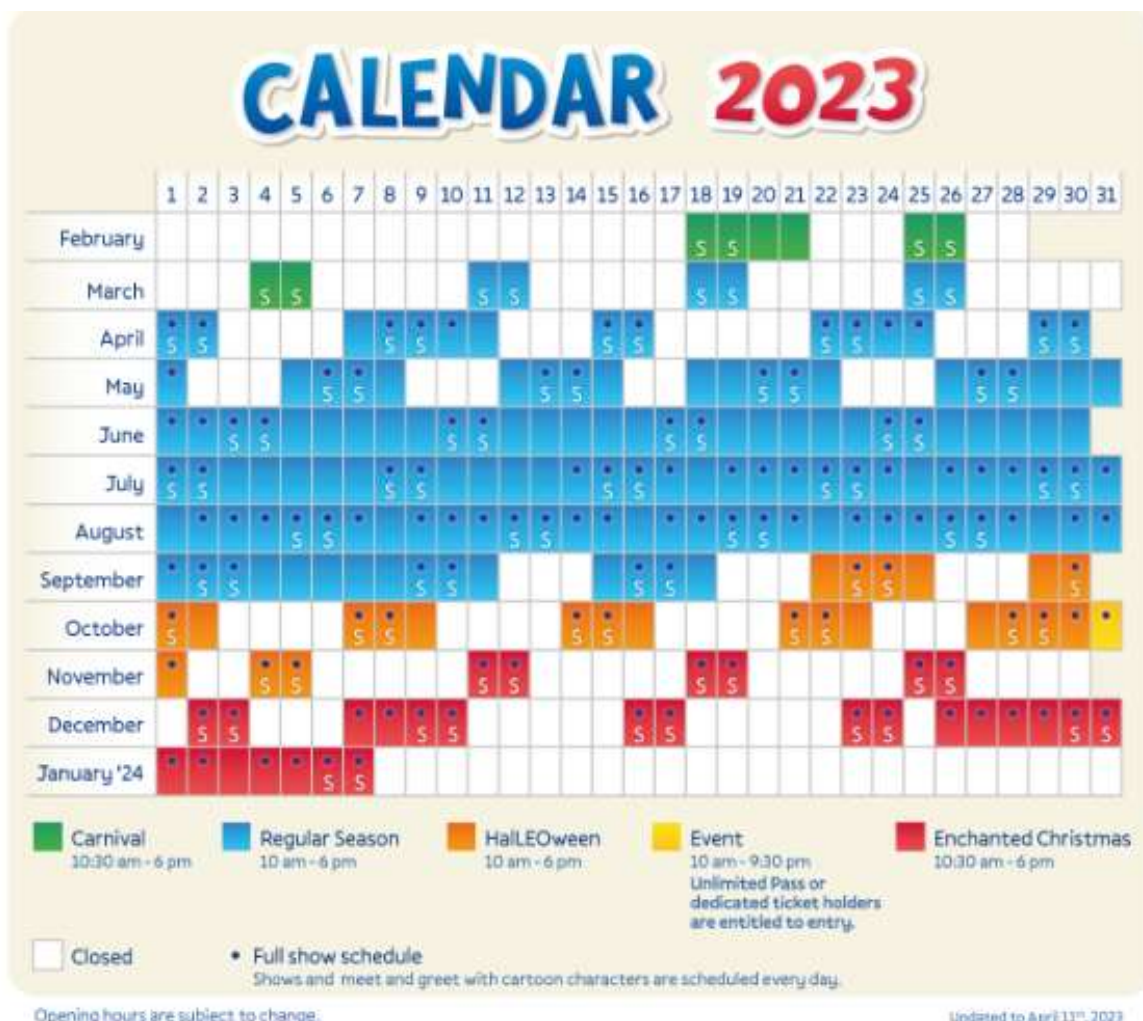 CALENDAR 2023
1 2 3 4 5 6 7 8 9 10 11 12 13 14 15 16 17 18 19 20 21 22 23 24 25 26 27 28 29 30 31
February S S S S
March S S S S S S S S
April S S S S S S S S S S
May S S S S S S S S
June S S S S S S S S
July S S S S S S S S S S
August S S S S S S S S
September S S S S S S S S S
October S S S S S S S S S
November S S S S S S S S
December S S S S S S S S S S
January '24 S S
Carnival
10:30 am - 6 pm
Regular Season
10 am - 6 pm
HalLEOween
10 am - 6 pm
Event
10 am - 9:30 pm
Unlimited Pass or
dedicated ticket holders
are entitled to entry.
Enchanted Christmas
10:30 am - 6 pm
Closed
• Full show schedule
Shows and meet and greet with cartoon characters are scheduled every day.
Opening hours are subject to change.
Updated to April 11th, 2023